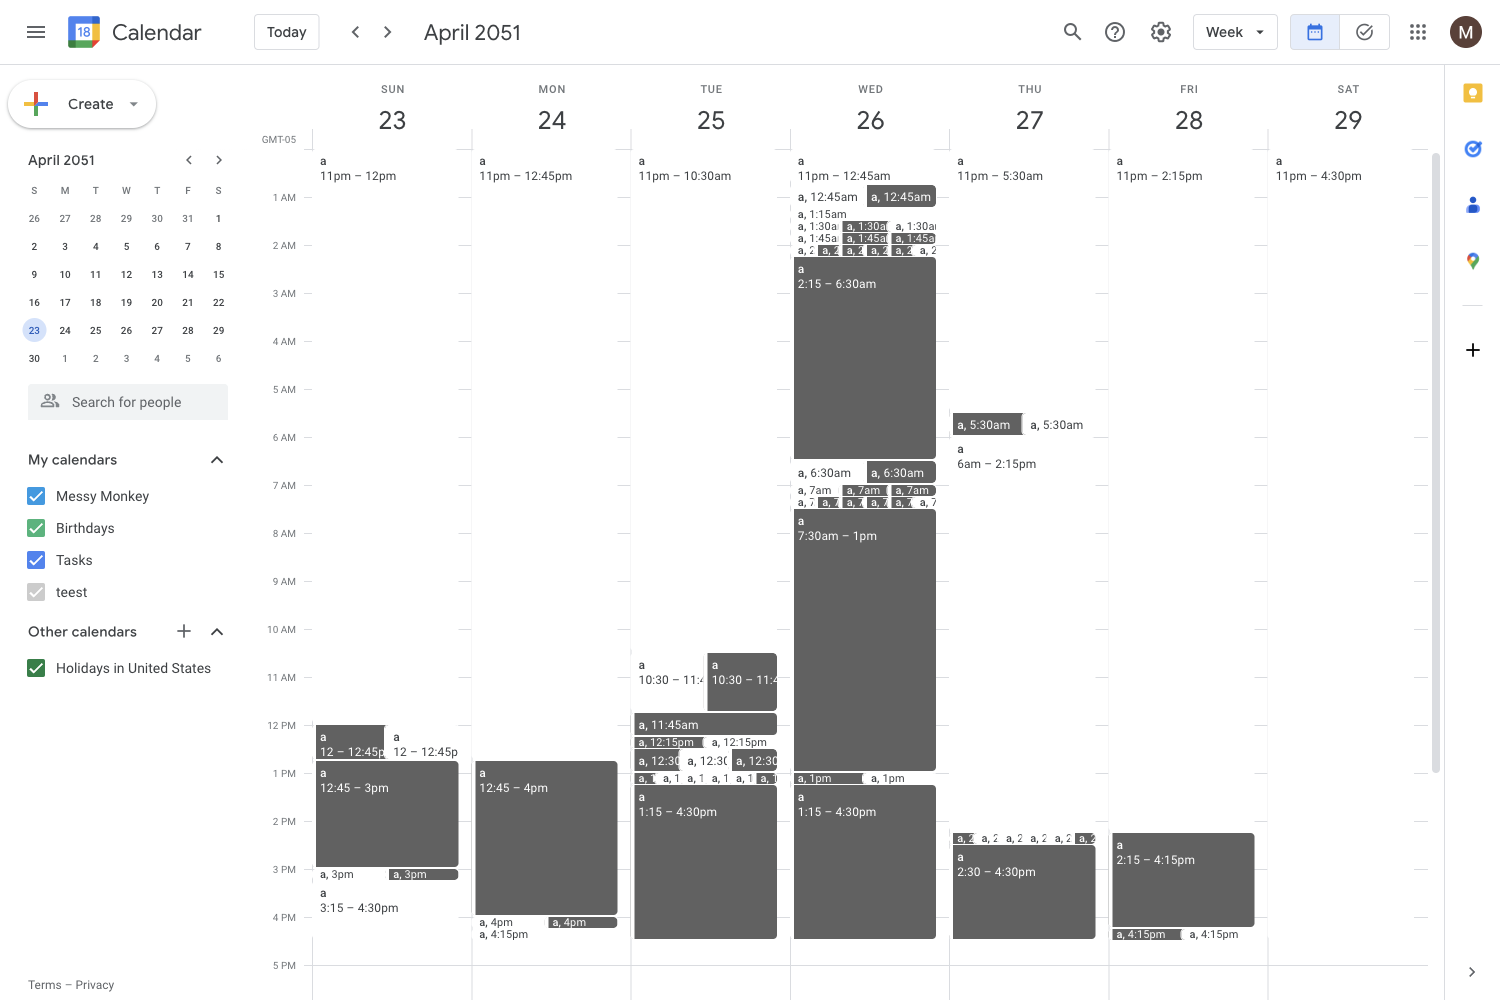 18 Calendar Today April 2051 Week M
Create
April 2051
S M T W T F S
26 27 28 29 30 31 1
2 3 4 5 6 7 8
9 10 11 12 13 14 15
16 17 18 19 20 21 22
23 24 25 26 27 28 29
30 1 2 3 4 5 6
Search for people
My calendars
Messy Monkey
Birthdays
Tasks
teest
Other calendars
Holidays in United States
Terms – Privacy
SUN MON TUE WED THU FRI SAT
23 24 25 26 27 28 29
GMT-05
1 AM
2 AM
3 AM
4 AM
5 AM
6 AM
7 AM
8 AM
9 AM
10 AM
11 AM
12 PM
1 PM
2 PM
3 PM
4 PM
5 PM
a
11pm – 12pm
a
12 – 12:45p
a
12 – 12:45p
a
12:45 – 3pm
a, 3pm
a, 3pm
a
3:15 – 4:30pm
a
11pm – 12:45pm
a
12:45 – 4pm
a, 4pm
a, 4pm
a, 4:15pm
a
11pm – 10:30am
a
10:30 – 11:4
a
10:30 – 11:4
a, 11:45am
a, 12:15pm
a, 12:15pm
a, 12:30
a, 12:30
a, 12:30
a, 1
a, 1
a, 1
a, 1
a, 1
a, 1
a
1:15 – 4:30pm
a
11pm – 12:45am
a, 12:45am
a, 12:45am
a, 1:15am
a, 1:30a
a, 1:30a
a, 1:30a
a, 1:45a
a, 1:45a
a, 1:45a
a, 2
a, 2
a, 2
a, 2
a, 2
a, 2
a
2:15 – 6:30am
a, 6:30am
a, 6:30am
a, 7am
a, 7am
a, 7am
a, 7
a, 7
a, 7
a, 7
a, 7
a, 7
a
7:30am – 1pm
a, 1pm
a, 1pm
a
1:15 – 4:30pm
a
11pm – 5:30am
a, 5:30am
a, 5:30am
a
6am – 2:15pm
a, 2
a, 2
a, 2
a, 2
a, 2
a, 2
a
2:30 – 4:30pm
a
11pm – 2:15pm
a
2:15 – 4:15pm
a, 4:15pm
a, 4:15pm
a
11pm – 4:30pm